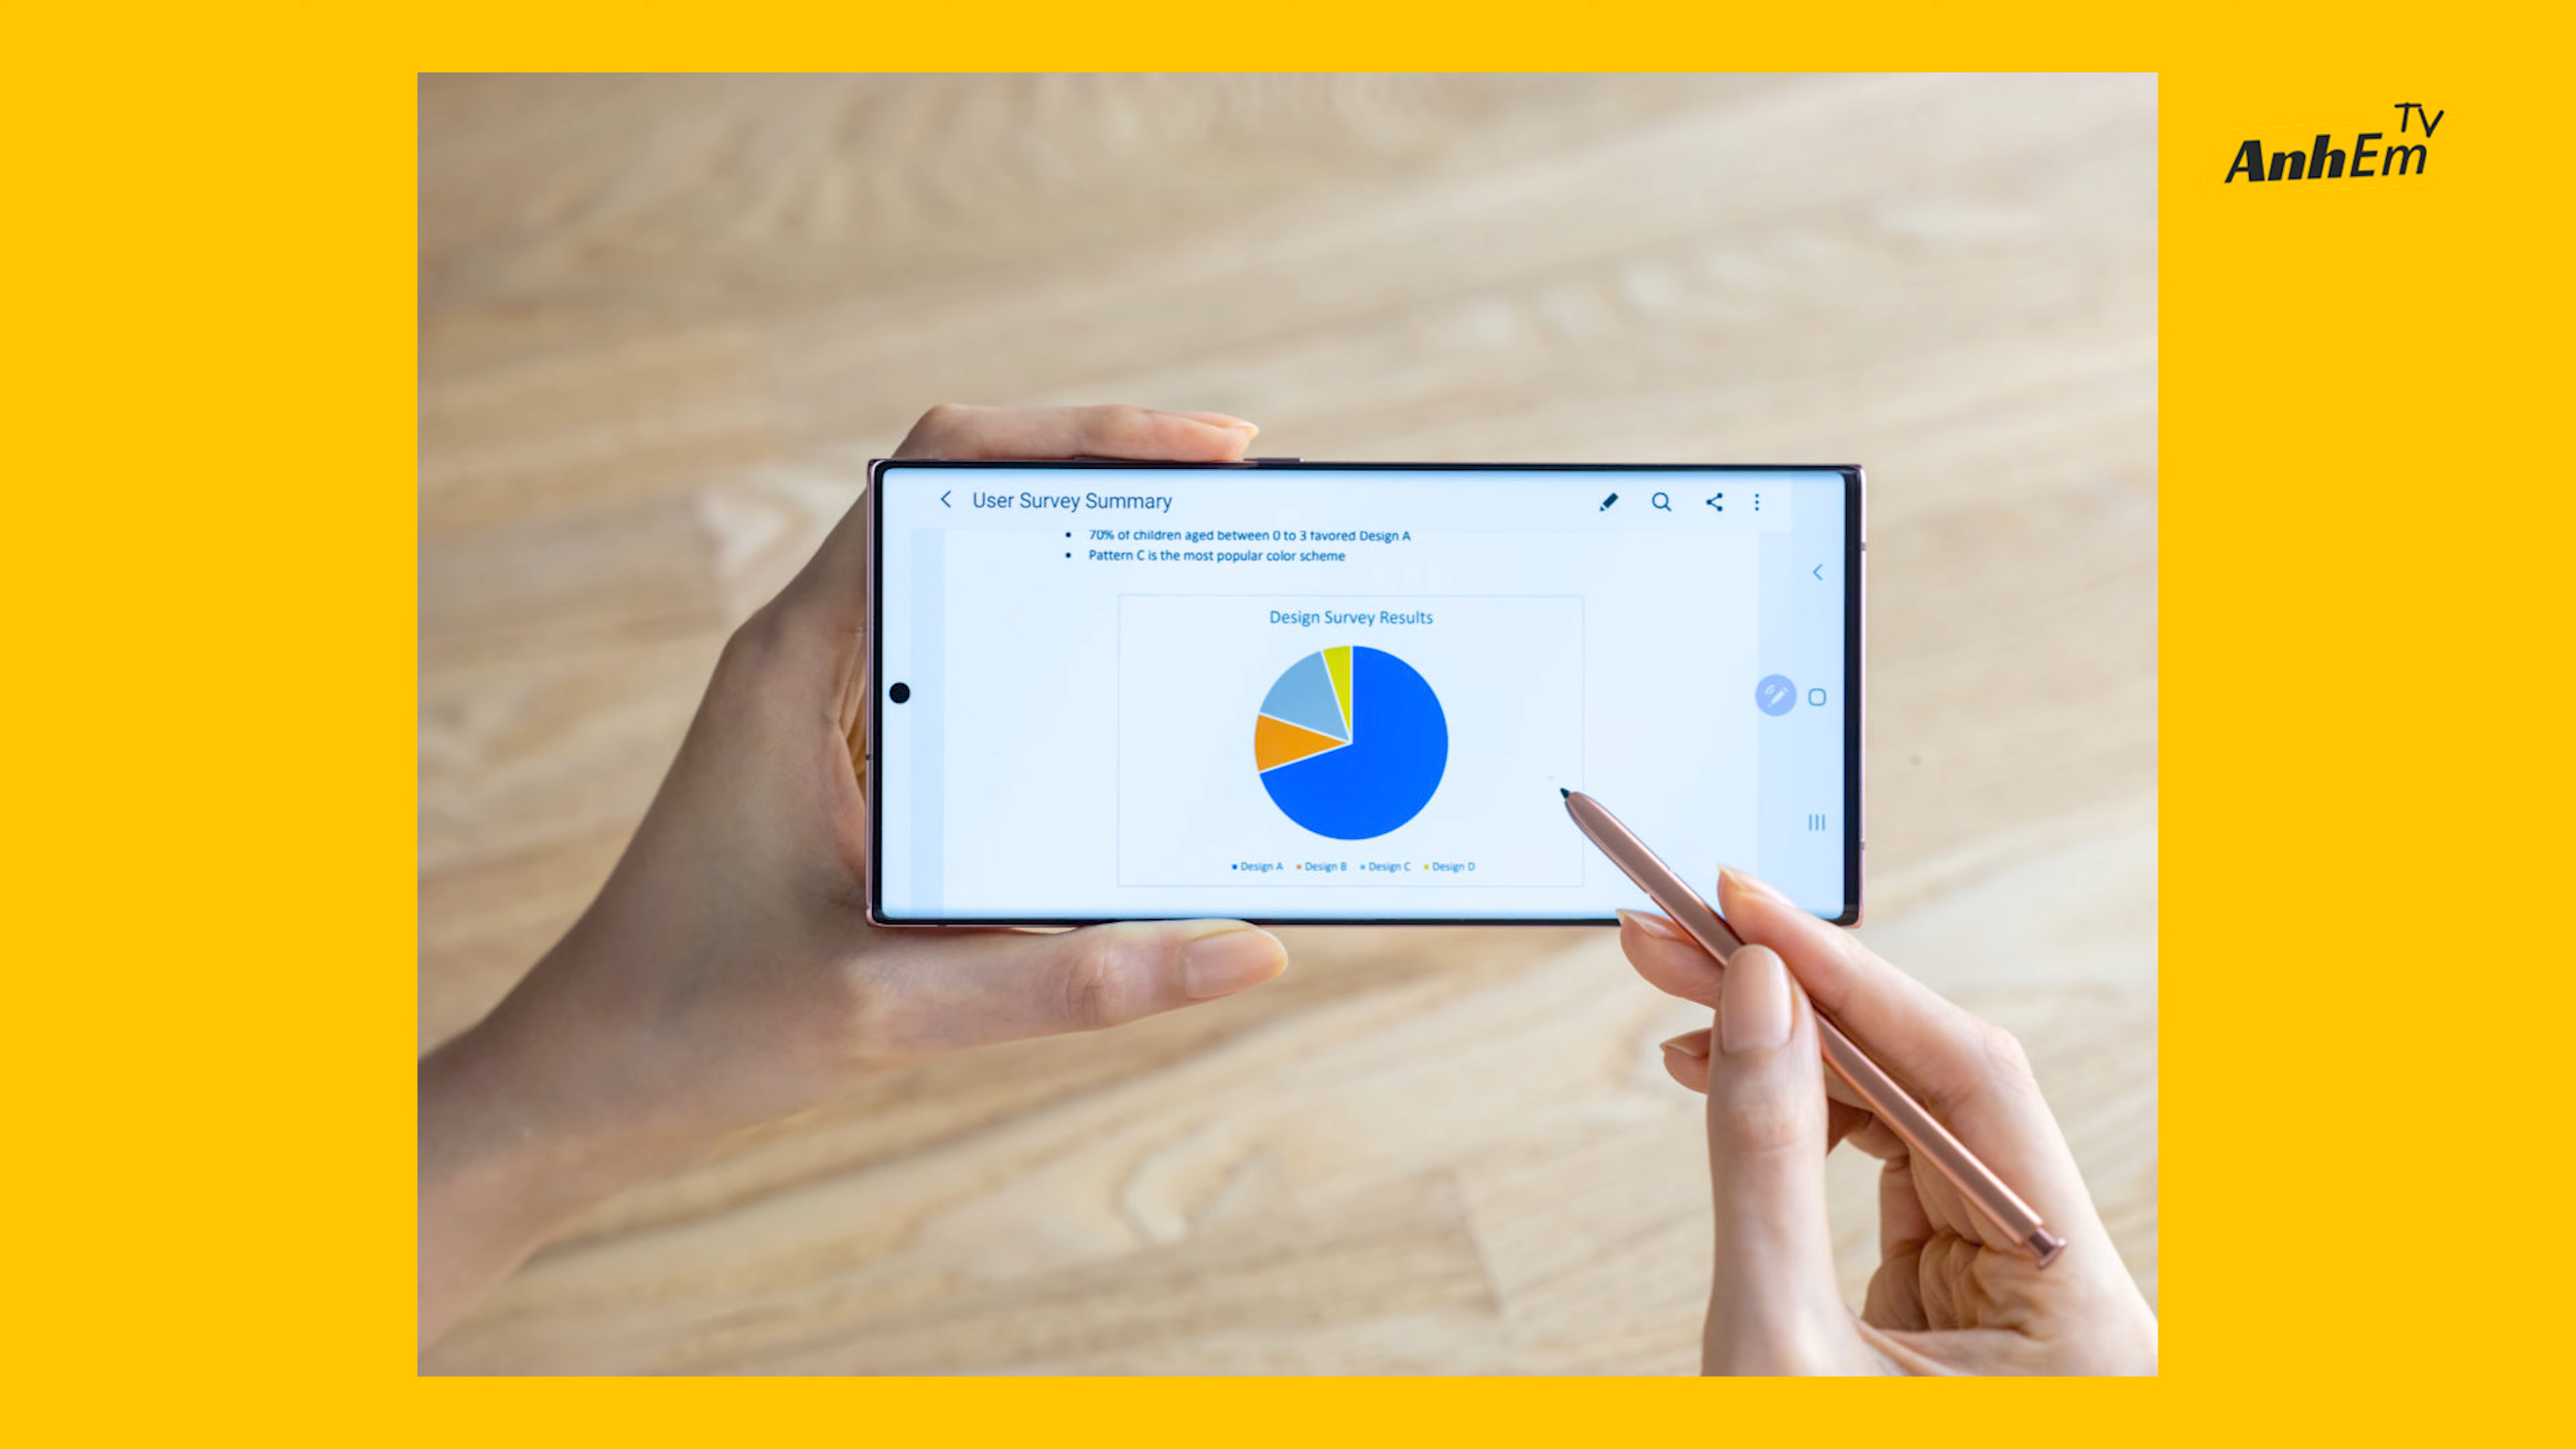 TV
AnhEm
User Survey Summary
70% of children aged between 0 to 3 favored Design A
Pattern C is the most popular color scheme
Design Survey Results
Design A Design B Design C Design D